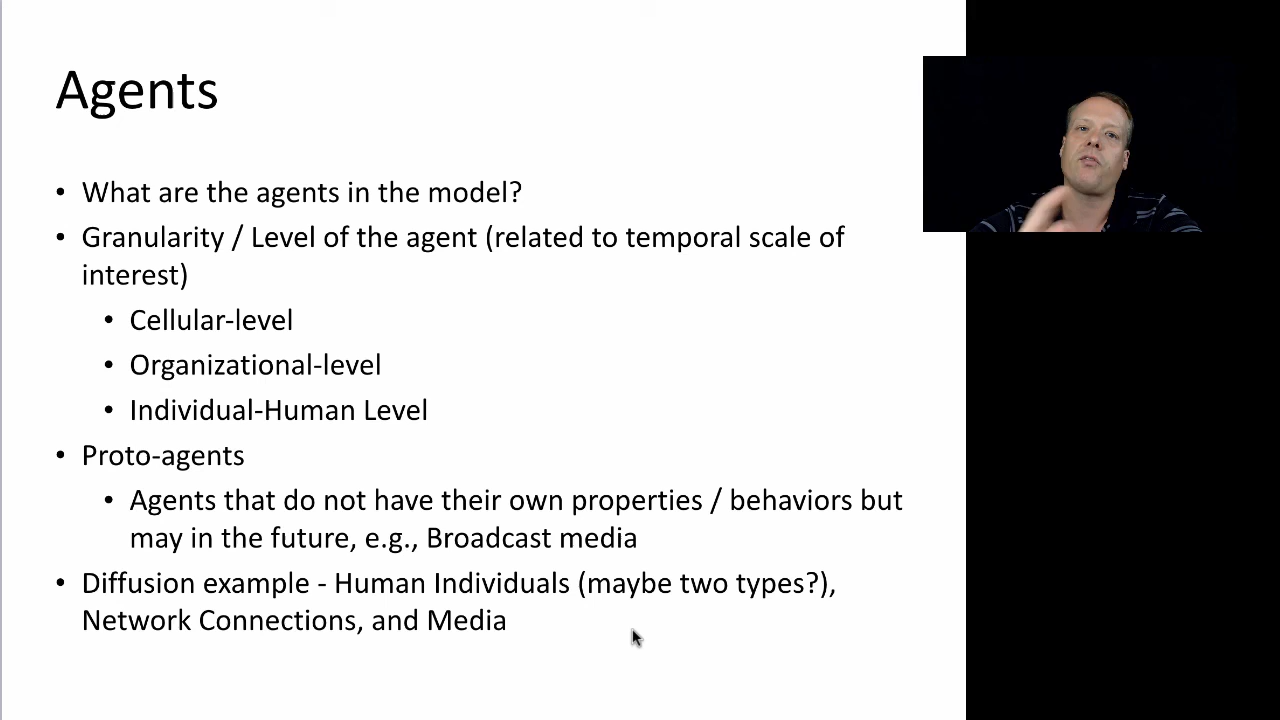 Agents
• What are the agents in the model?
• Granularity / Level of the agent (related to temporal scale of
interest)
• Cellular-level
• Organizational-level
• Individual-Human Level
• Proto-agents
• Agents that do not have their own properties / behaviors but
may in the future, e.g., Broadcast media
• Diffusion example - Human Individuals (maybe two types?),
Network Connections, and Media